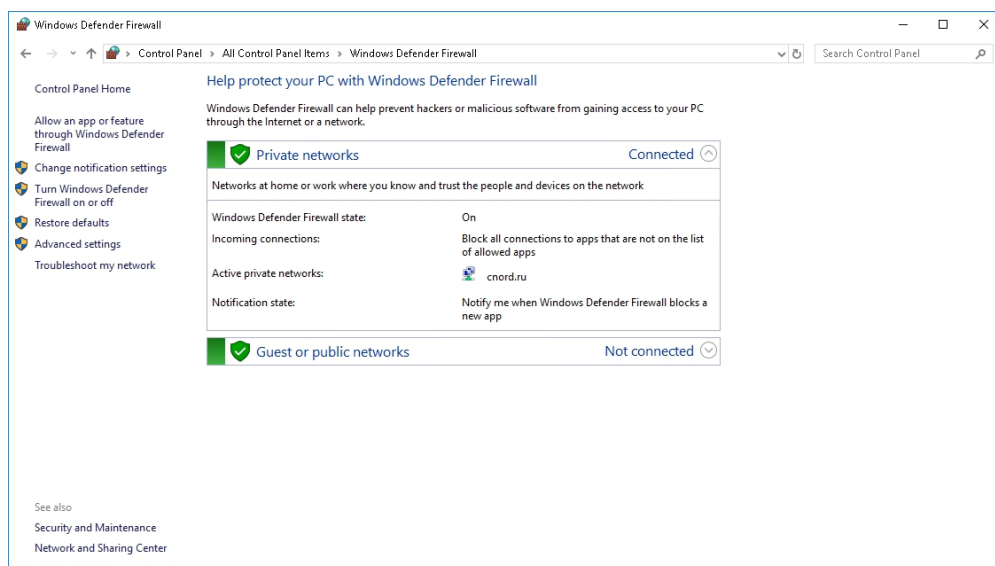 Windows Defender Firewall
Control Panel > All Control Panel Items > Windows Defender Firewall
Search Control Panel
Control Panel Home
Allow an app or feature
through Windows Defender
Firewall
Change notification settings
Turn Windows Defender
Firewall on or off
Restore defaults
Advanced settings
Troubleshoot my network
Help protect your PC with Windows Defender Firewall
Windows Defender Firewall can help prevent hackers or malicious software from gaining access to your PC
through the Internet or a network.
Private networks Connected
Networks at home or work where you know and trust the people and devices on the network
Windows Defender Firewall state: On
Incoming connections: Block all connections to apps that are not on the list
of allowed apps
Active private networks: cnord.ru
Notification state: Notify me when Windows Defender Firewall blocks a
new app
Guest or public networks Not connected
See also
Security and Maintenance
Network and Sharing Center